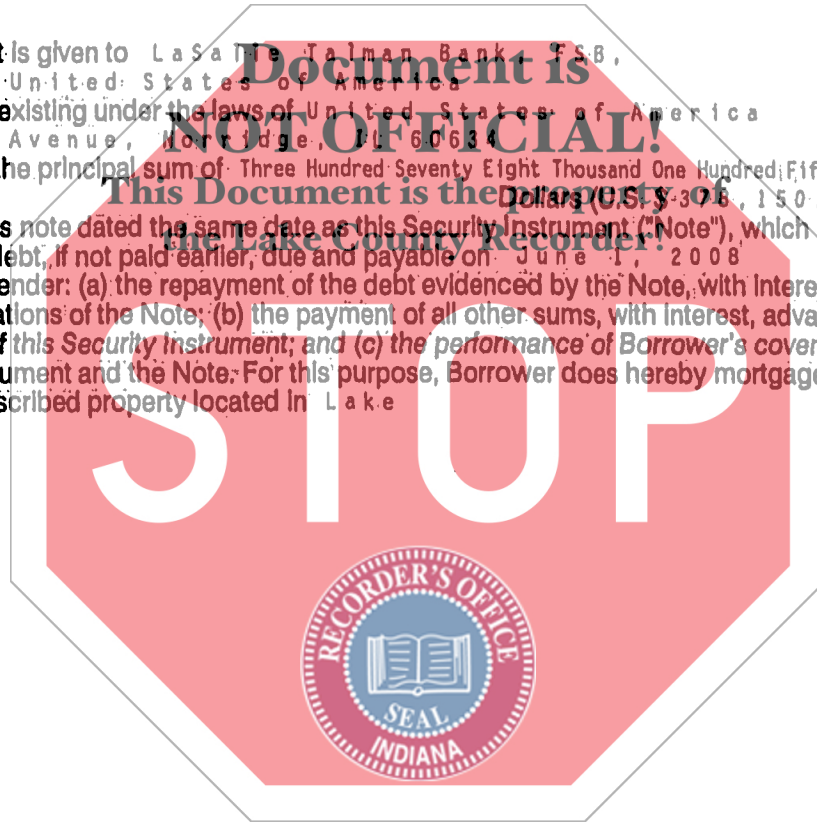 t is given to LaSalle Talman Bank, FSB,
United States of America
existing under the laws of United States of America
Avenue, Norridge, IL 60634
he principal sum of Three Hundred Seventy Eight Thousand One Hundred Fif
Dollars (U.S. $ 378,150.
s note dated the same date as this Security Instrument ("Note"), which
debt, if not paid earlier, due and payable on June 1, 2008
ender: (a) the repayment of the debt evidenced by the Note, with intere
ations of the Note; (b) the payment of all other sums, with interest, adva
f this Security Instrument; and (c) the performance of Borrower's cover
ument and the Note. For this purpose, Borrower does hereby mortgage
scribed property located in Lake
Document is
NOT OFFICIAL!
This Document is the property of
the Lake County Recorder!
STOP
RECORDER'S OFFICE
SEAL
INDIANA